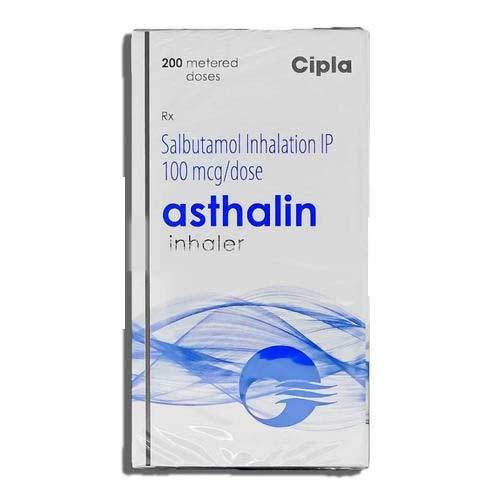 200 metered
doses
Cipla
Rx
Salbutamol Inhalation IP
100 mcg/dose
asthalin
inhaler